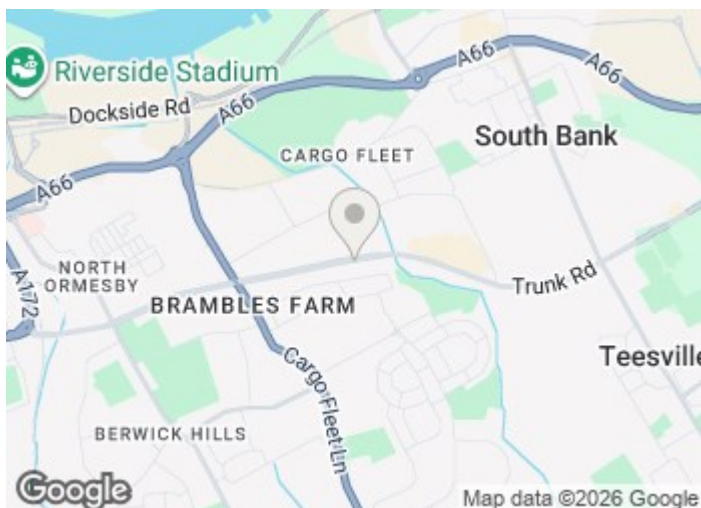 A66
Riverside Stadium
A66
Dockside Rd
A66
South Bank
CARGO FLEET
A66
A172
NORTH
ORMESBY
Trunk Rd
BRAMBLES FARM
Teesville
Cargo Fleet Ln
BERWICK HILLS
Google
Map data ©2026 Google